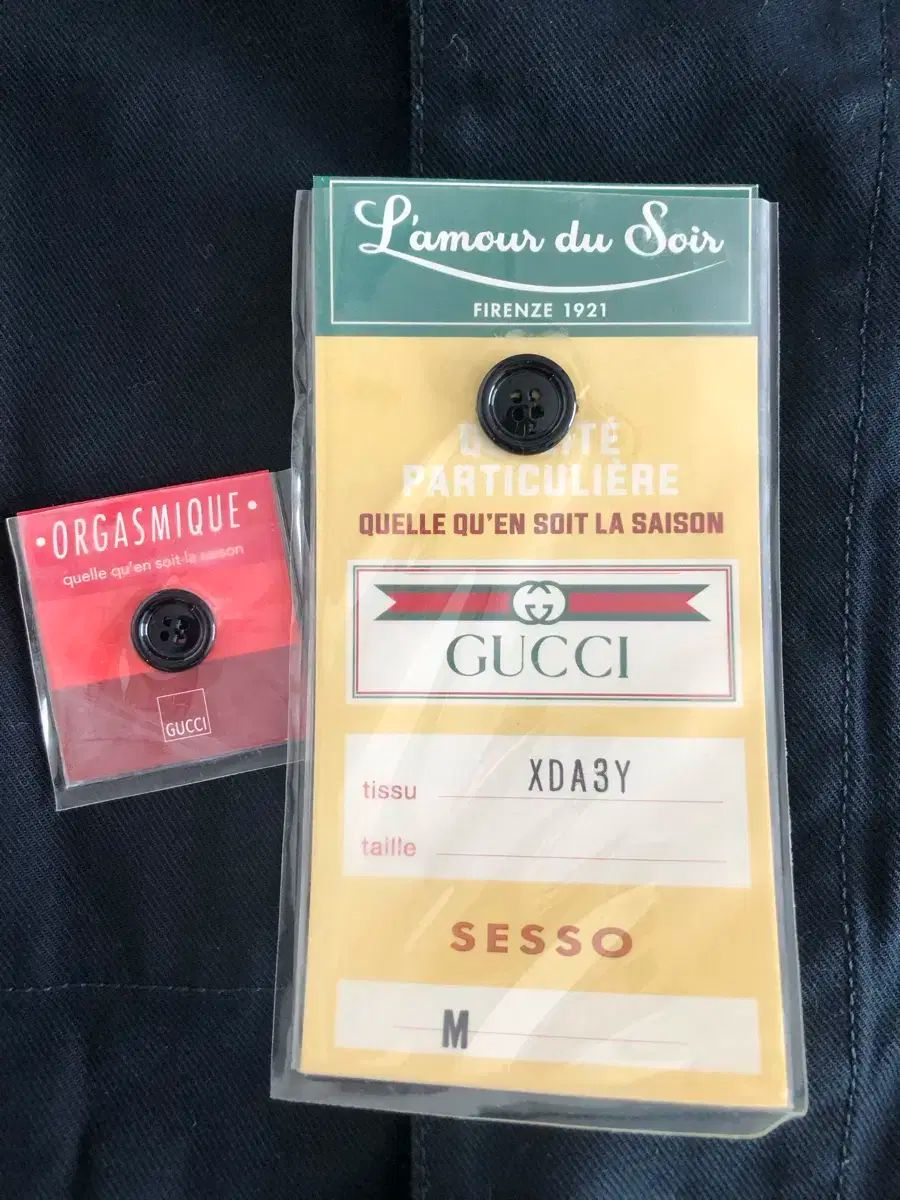 L'amour du Soir
FIRENZE 1921
PARTICULIÈRE
QUELLE QU'EN SOIT LA SAISON
GUCCI
tissu XDA3Y
taille
SESSO
M
•ORGASMIQUE•
quelle qu'en soit la saison
GUCCI